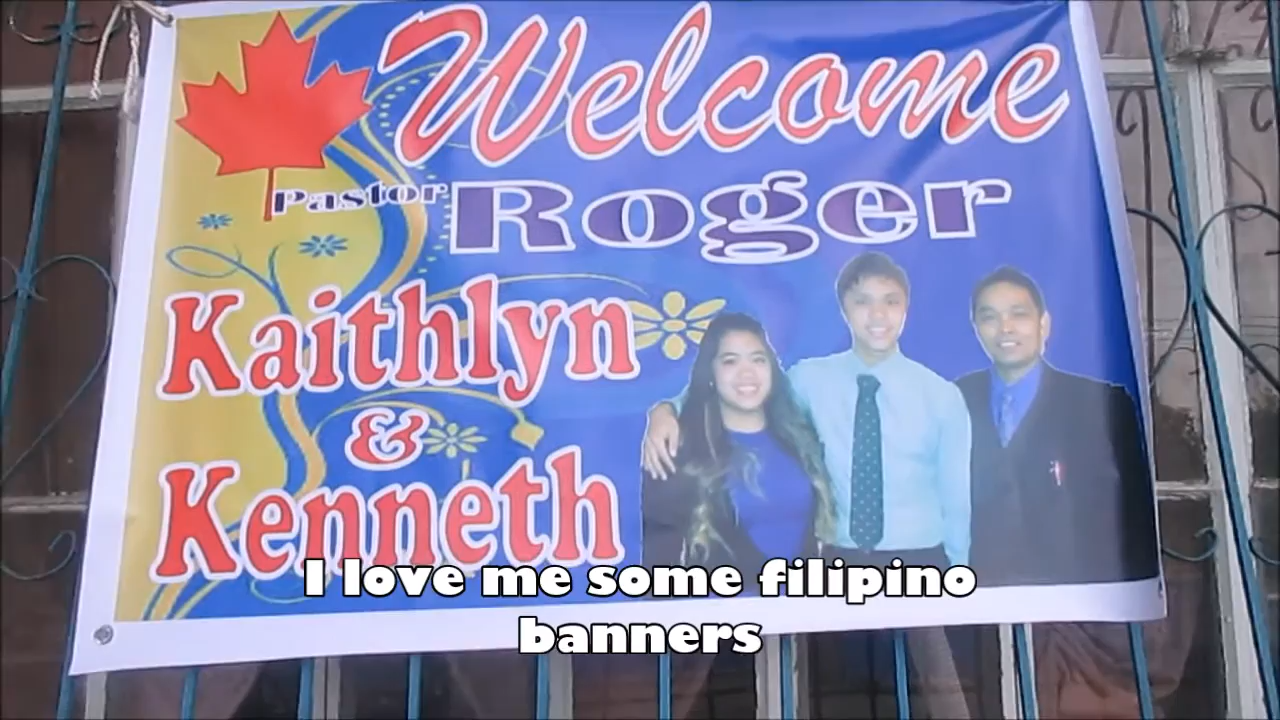 Welcome
Pastor Roger
Kaithlyn
&
Kenneth
I love me some filipino
banners